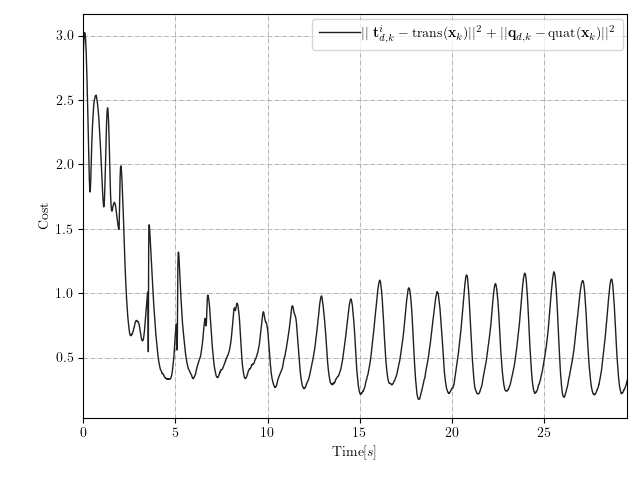 || t^i_{d,k} − trans(x_k)||^2 + ||q_{d,k} − quat(x_k)||^2
3.0
2.5
2.0
1.5
1.0
0.5
Cost
0 5 10 15 20 25
Time[s]